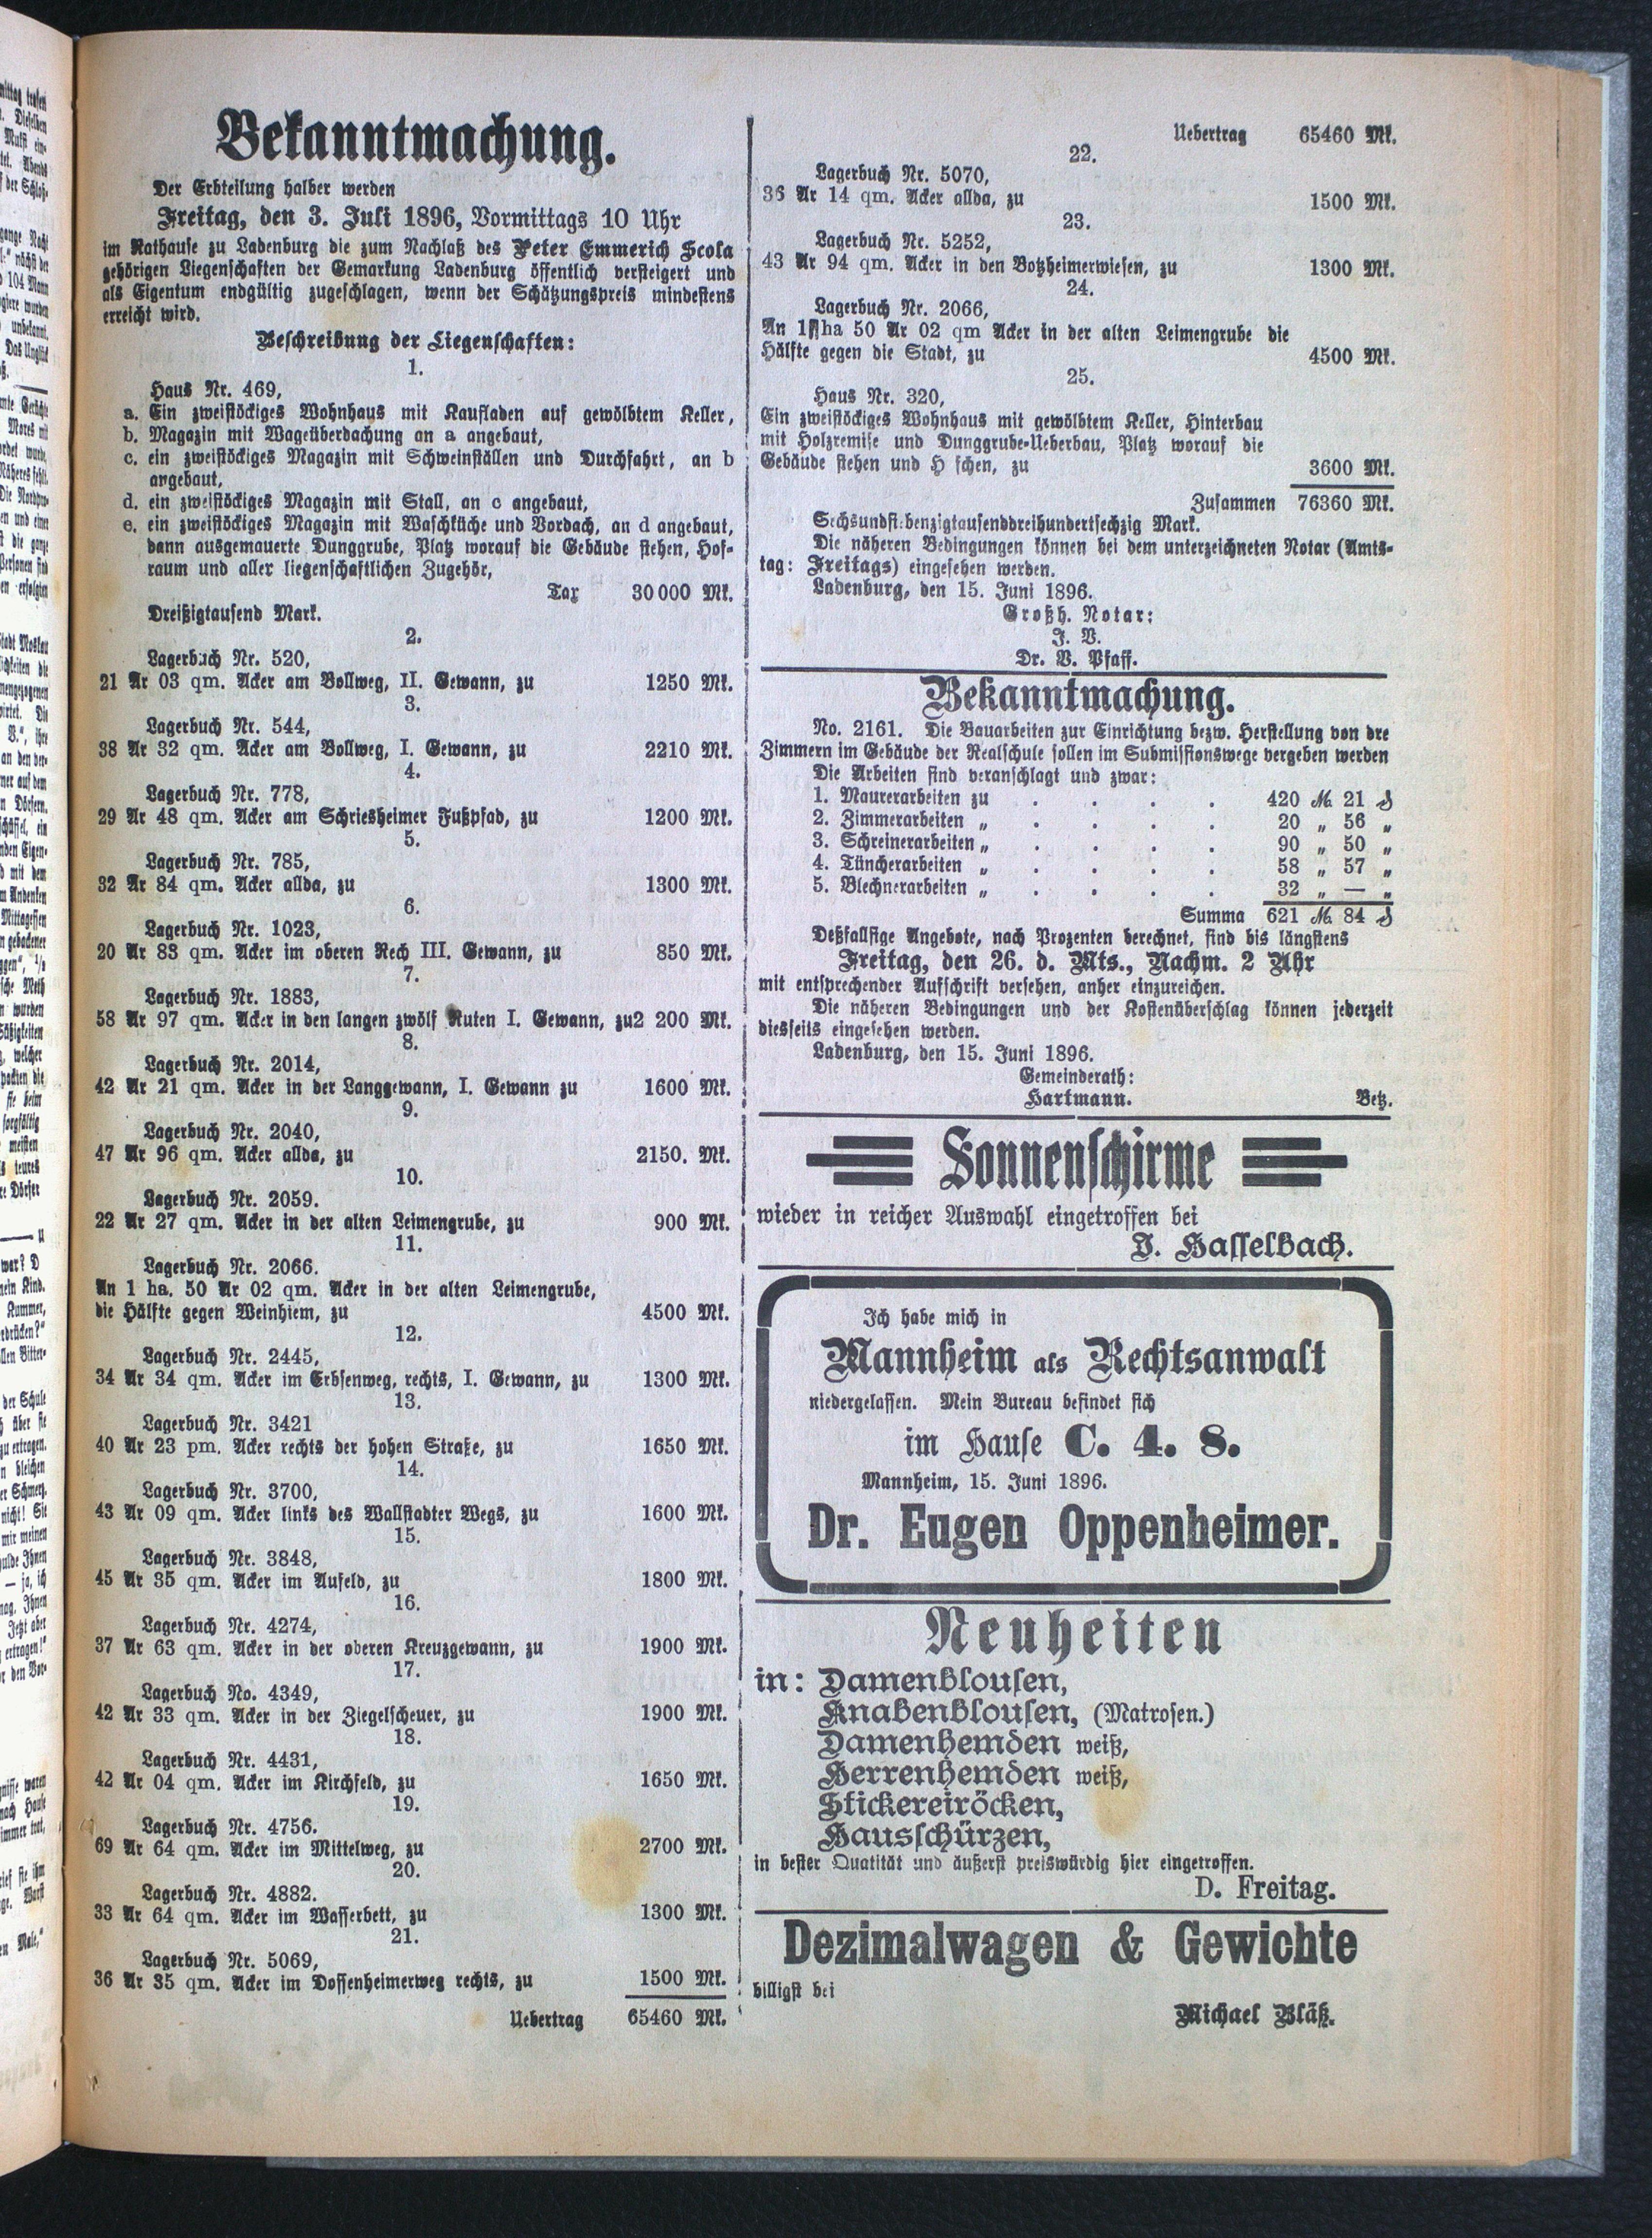 Bekanntmachung.
Der Erbteilung halber werden
Freitag, den 3. Juli 1896, Vormittags 10 Uhr
im Rathause zu Ladenburg die zum Nachlaß des Peter Emmerich Scola
gehörigen Liegenschaften der Gemarkung Ladenburg öffentlich versteigert und
als Eigentum endgültig zugeschlagen, wenn der Schätzungspreis mindestens
erreicht wird.
Beschreibung der Liegenschaften:
1.
Haus Nr. 469,
a. Ein zweistöckiges Wohnhaus mit Kaufladen auf gewölbtem Keller,
b. Magazin mit Wageüberdachung an a angebaut,
c. ein zweistöckiges Magazin mit Schweinställen und Durchfahrt, an b
angebaut,
d. ein zweistöckiges Magazin mit Stall, an c angebaut,
e. ein zweistöckiges Magazin mit Waschküche und Vordach, an d angebaut,
dann ausgemauerte Dunggrube, Platz worauf die Gebäude stehen, Hof-
raum und aller liegenschaftlichen Zugehör,
Tax 30000 Mk.
Dreißigtausend Mark.
2.
Lagerbuch Nr. 520,
21 Ar 03 qm. Acker am Bollweg, II. Gewann, zu 1250 Mk.
3.
Lagerbuch Nr. 544,
38 Ar 32 qm. Acker am Bollweg, I. Gewann, zu 2210 Mk.
4.
Lagerbuch Nr. 778,
29 Ar 48 qm. Acker am Schriesheimer Fußpfad, zu 1200 Mk.
5.
Lagerbuch Nr. 785,
32 Ar 84 qm. Acker allda, zu 1300 Mk.
6.
Lagerbuch Nr. 1023,
20 Ar 83 qm. Acker im oberen Rech III. Gewann, zu 850 Mk.
7.
Lagerbuch Nr. 1883,
58 Ar 97 qm. Acker in den langen zwölf Ruten I. Gewann, zu2 200 Mk.
8.
Lagerbuch Nr. 2014,
42 Ar 21 qm. Acker in der Langgewann, I. Gewann zu 1600 Mk.
9.
Lagerbuch Nr. 2040,
47 Ar 96 qm. Acker allda, zu 2150. Mk.
10.
Lagerbuch Nr. 2059.
22 Ar 27 qm. Acker in der alten Leimengrube, zu 900 Mk.
11.
Lagerbuch Nr. 2066.
An 1 ha. 50 Ar 02 qm. Acker in der alten Leimengrube,
die Hälfte gegen Weinhiem, zu 4500 Mk.
12.
Lagerbuch Nr. 2445,
34 Ar 34 qm. Acker im Erbsenweg, rechts, I. Gewann, zu 1300 Mk.
13.
Lagerbuch Nr. 3421
40 Ar 23 pm. Acker rechts der hohen Straße, zu 1650 Mk.
14.
Lagerbuch Nr. 3700,
43 Ar 09 qm. Acker links des Wallstadter Wegs, zu 1600 Mk.
15.
Lagerbuch Nr. 3848,
45 Ar 35 qm. Acker im Aufeld, zu 1800 Mk.
16.
Lagerbuch Nr. 4274,
37 Ar 63 qm. Acker in der oberen Kreuzgewann, zu 1900 Mk.
17.
Lagerbuch No. 4349,
42 Ar 33 qm. Acker in der Ziegelscheuer, zu 1900 Mk.
18.
Lagerbuch Nr. 4431,
42 Ar 04 qm. Acker im Kirchfeld, zu 1650 Mk.
19.
Lagerbuch Nr. 4756.
69 Ar 64 qm. Acker im Mittelweg, zu 2700 Mk.
20.
Lagerbuch Nr. 4882.
33 Ar 64 qm. Acker im Wasserbett, zu 1300 Mk.
21.
Lagerbuch Nr. 5069,
36 Ar 35 qm. Acker im Dossenheimerweg rechts, zu 1500 Mk.
Uebertrag 65460 Mk.
Uebertrag 65460 Mk.
22.
Lagerbuch Nr. 5070,
36 Ar 14 qm. Acker allda, zu 1500 Mk.
23.
Lagerbuch Nr. 5252,
43 Ar 94 qm. Acker in den Botzheimerwiesen, zu 1300 Mk.
24.
Lagerbuch Nr. 2066,
An 1 ha 50 Ar 02 qm Acker in der alten Leimengrube die
Hälfte gegen die Stadt, zu 4500 Mk.
25.
Haus Nr. 320,
Ein zweistöckiges Wohnhaus mit gewölbtem Keller, Hinterbau
mit Holzremise und Dunggrube-Ueberbau, Platz worauf die
Gebäude stehen und H schen, zu 3600 Mk.
Zusammen 76360 Mk.
Sechsundsiebenzigtausenddreihundertsechzig Mark.
Die näheren Bedingungen können bei dem unterzeichneten Notar (Amts-
tag: Freitags) eingesehen werden.
Ladenburg, den 15. Juni 1896.
Großh. Notar:
J. V.
Dr. V. Pfaff.
Bekanntmachung.
No. 2161. Die Bauarbeiten zur Einrichtung bezw. Herstellung von dre
Zimmern im Gebäude der Realschule sollen im Submissionswege vergeben werden
Die Arbeiten sind veranschlagt und zwar:
1. Maurerarbeiten zu . . . . 420 M. 21 ₰
2. Zimmerarbeiten „ . . . . 20 „ 56 „
3. Schreinerarbeiten „ . . . . 90 „ 50 „
4. Tüncherarbeiten „ . . . . 58 „ 57 „
5. Blechnerarbeiten „ . . . . 32 „ — „
Summa 621 M. 84 ₰
Deßfallsige Angebote, nach Prozenten berechnet, sind bis längstens
Freitag, den 26. d. Mts., Nachm. 2 Uhr
mit entsprechender Aufschrift versehen, anher einzureichen.
Die näheren Bedingungen und der Kostenüberschlag können jederzeit
diesseits eingesehen werden.
Ladenburg, den 15. Juni 1896.
Gemeinderath:
Hartmann. Betz.
Sonnenschirme
wieder in reicher Auswahl eingetroffen bei
J. Hasselbach.
Ich habe mich in
Mannheim als Rechtsanwalt
niedergelassen. Mein Bureau befindet sich
im Hause C. 4. 8.
Mannheim, 15. Juni 1896.
Dr. Eugen Oppenheimer.
Neuheiten
in: Damenblousen,
Knabenblousen, (Matrosen.)
Damenhemden weiß,
Herrenhemden weiß,
Stickereiröcken,
Hausschürzen,
in bester Quatität und äußerst preiswürdig hier eingetroffen.
D. Freitag.
Dezimalwagen & Gewichte
billigst bei
Michael Bläß.